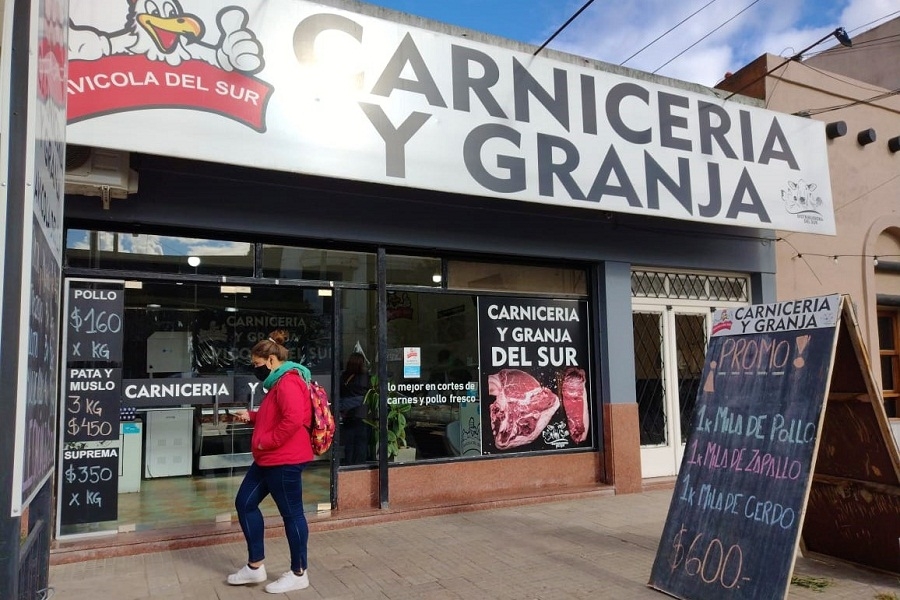 AVICOLA DEL SUR
CARNICERIA
Y GRANJA
POLLO
$160
X KG
PATA Y
MUSLO
3 KG
$450
SUPREMA
$350
X KG
CARNICERIA
CARNICERIA Y
lo mejor en cortes de
carnes y pollo fresco
CARNICERIA
Y GRANJA
DEL SUR
CARNICERIA
Y GRANJA
¡PROMO!
1K MILA DE POLLO
1K MILA DE ZAPALLO
1K MILA DE CERDO
$600.-